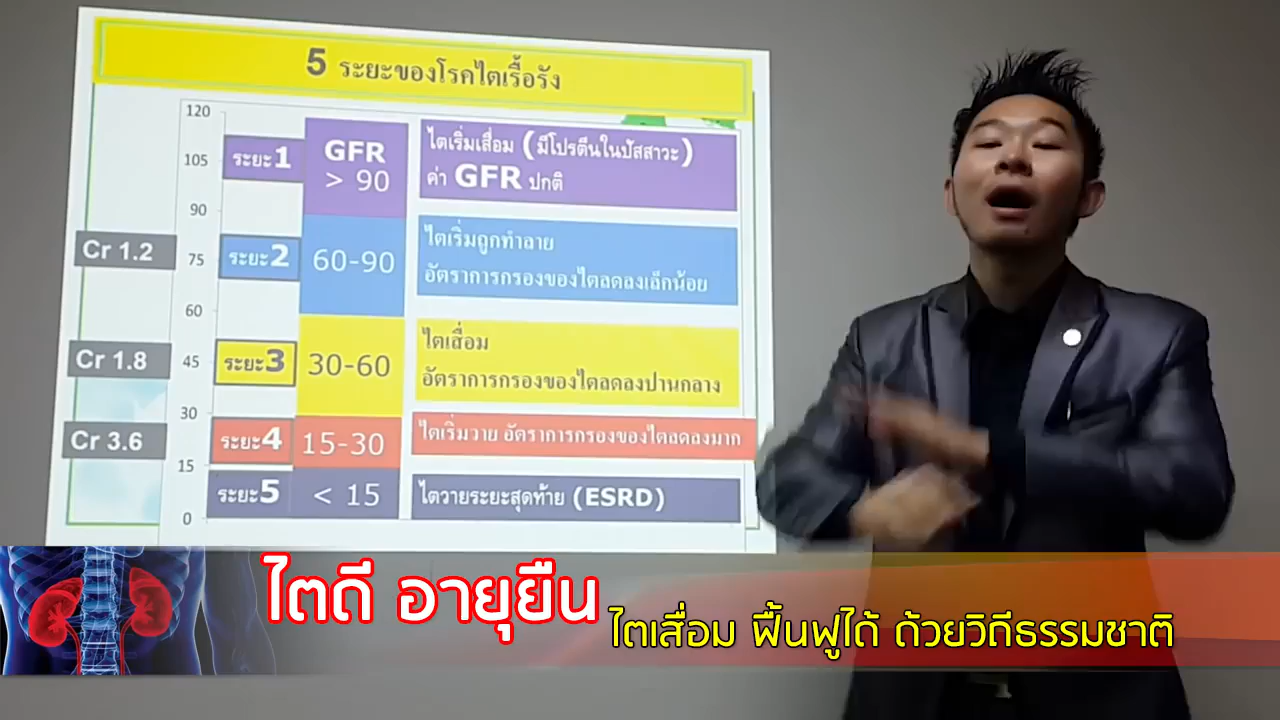 5 ระยะของโรคไตเรื้อรัง
120
105
90
75
60
45
30
15
0
Cr 1.2
Cr 1.8
Cr 3.6
ระยะ1
GFR
> 90
ไตเริ่มเสื่อม (มีโปรตีนในปัสสาวะ)
ค่า GFR ปกติ
ระยะ2
60-90
ไตเริ่มถูกทำลาย
อัตราการกรองของไตลดลงเล็กน้อย
ระยะ3
30-60
ไตเสื่อม
อัตราการกรองของไตลดลงปานกลาง
ระยะ4
15-30
ไตเริ่มวาย อัตราการกรองของไตลดลงมาก
ระยะ5
< 15
ไตวายระยะสุดท้าย (ESRD)
ไตดี อายุยืน
ไตเสื่อม ฟื้นฟูได้ ด้วยวิถีธรรมชาติ